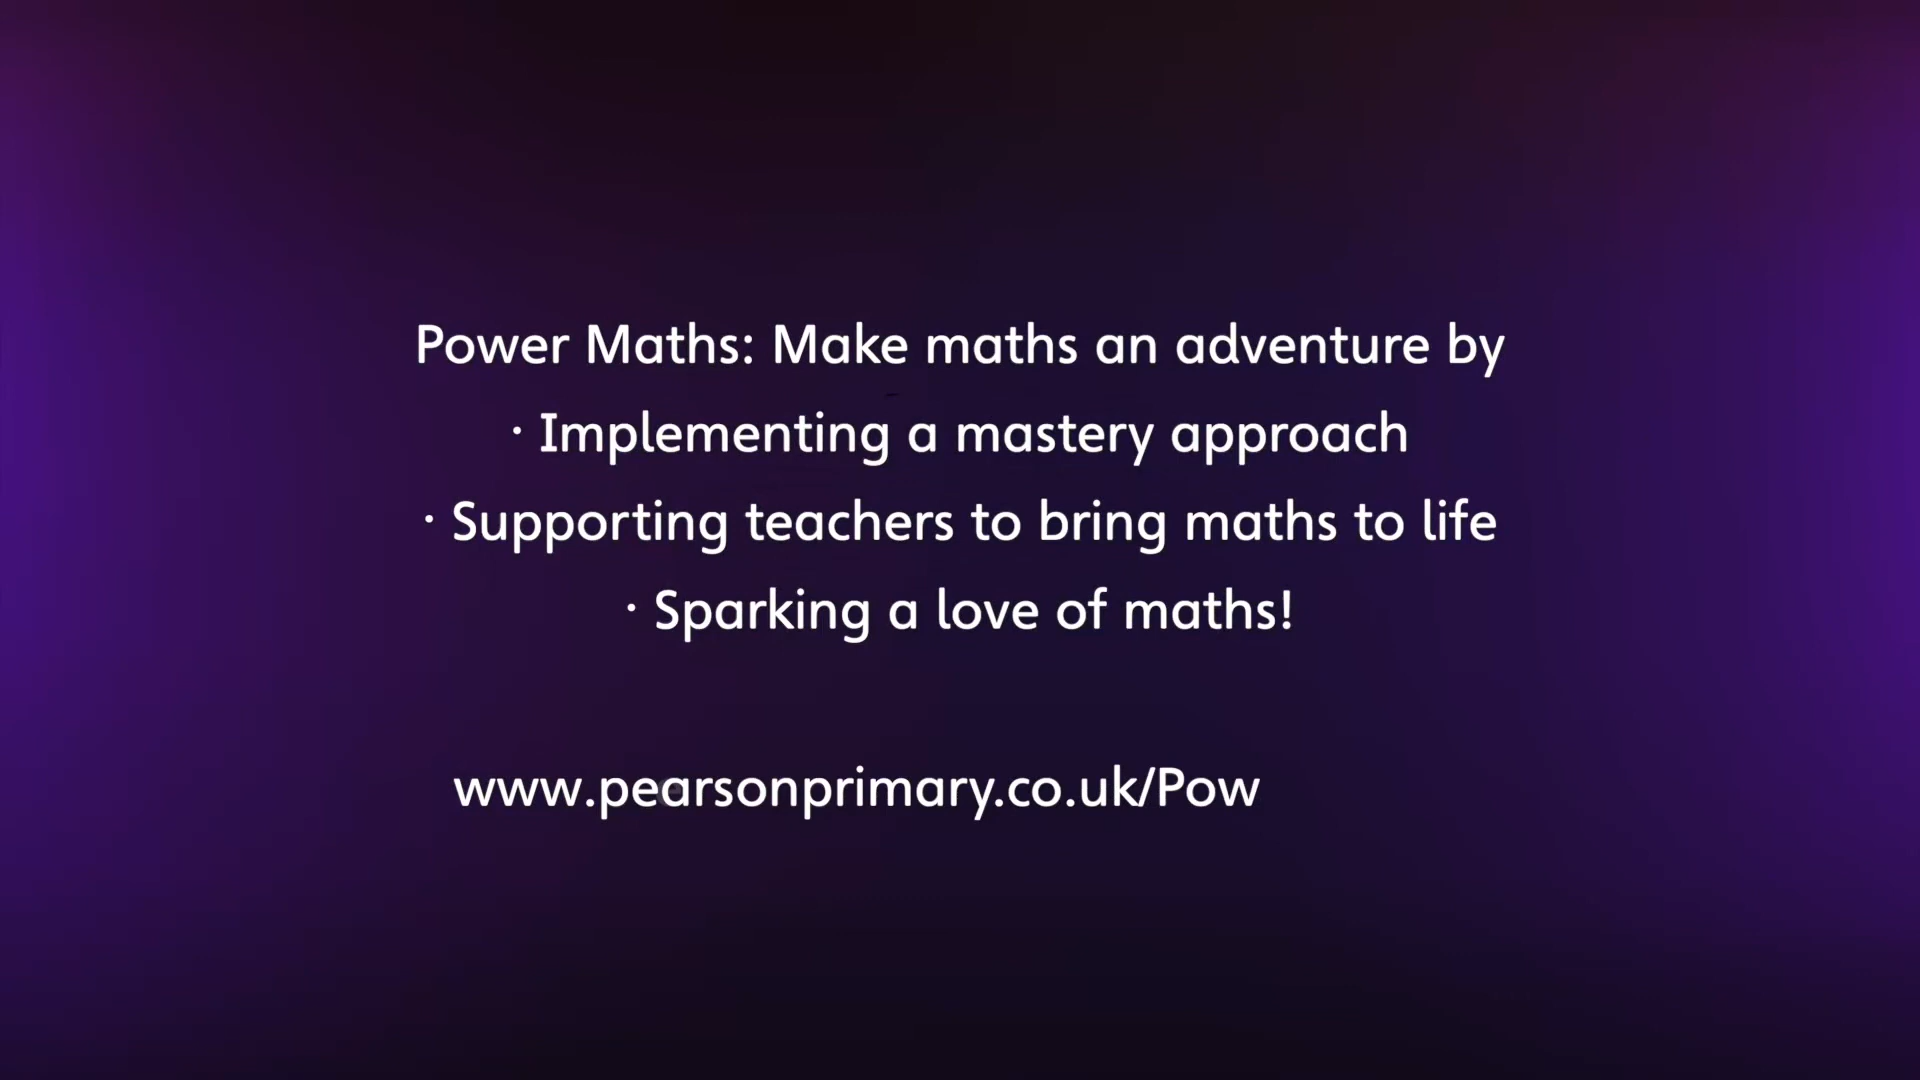 Power Maths: Make maths an adventure by
· Implementing a mastery approach
· Supporting teachers to bring maths to life
· Sparking a love of maths!
www.pearsonprimary.co.uk/Pow